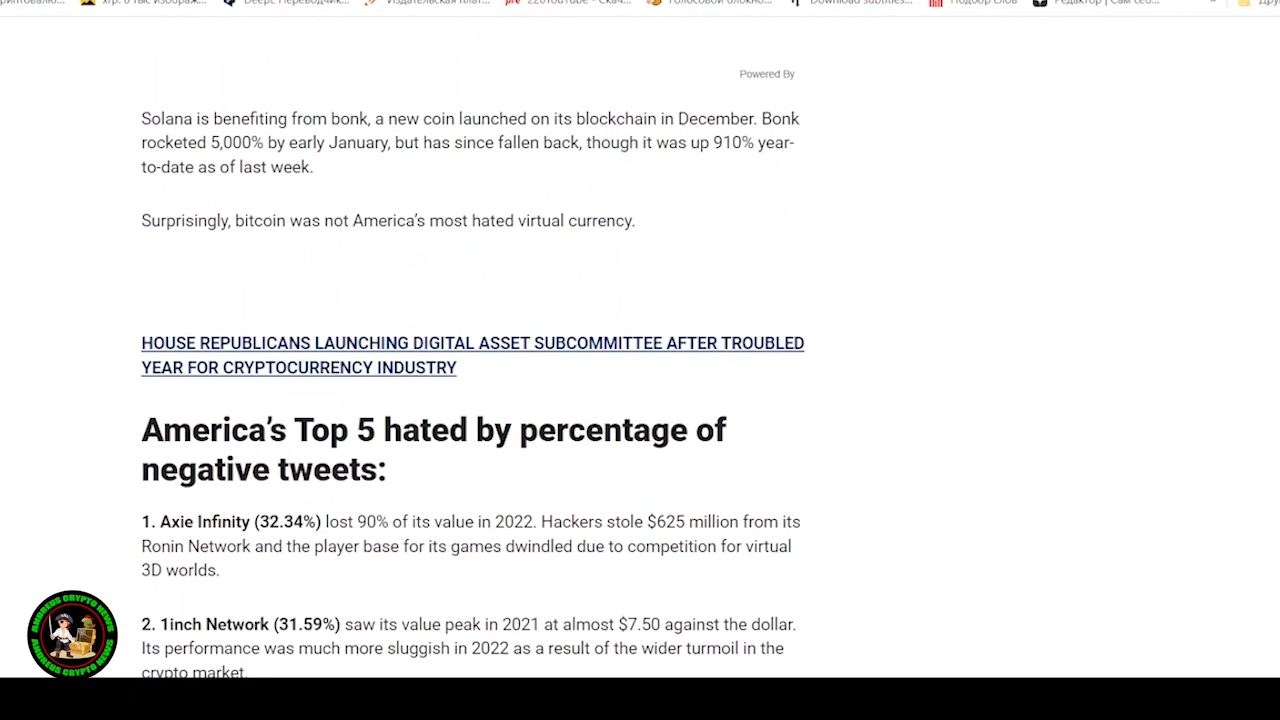 Powered By
Solana is benefiting from bonk, a new coin launched on its blockchain in December. Bonk
rocketed 5,000% by early January, but has since fallen back, though it was up 910% year-
to-date as of last week.
Surprisingly, bitcoin was not America’s most hated virtual currency.
HOUSE REPUBLICANS LAUNCHING DIGITAL ASSET SUBCOMMITTEE AFTER TROUBLED
YEAR FOR CRYPTOCURRENCY INDUSTRY
America’s Top 5 hated by percentage of
negative tweets:
1. Axie Infinity (32.34%) lost 90% of its value in 2022. Hackers stole $625 million from its
Ronin Network and the player base for its games dwindled due to competition for virtual
3D worlds.
2. 1inch Network (31.59%) saw its value peak in 2021 at almost $7.50 against the dollar.
Its performance was much more sluggish in 2022 as a result of the wider turmoil in the
crypto market.
ANDREUS CRYPTO NEWS
ANDREUS CRYPTO NEWS